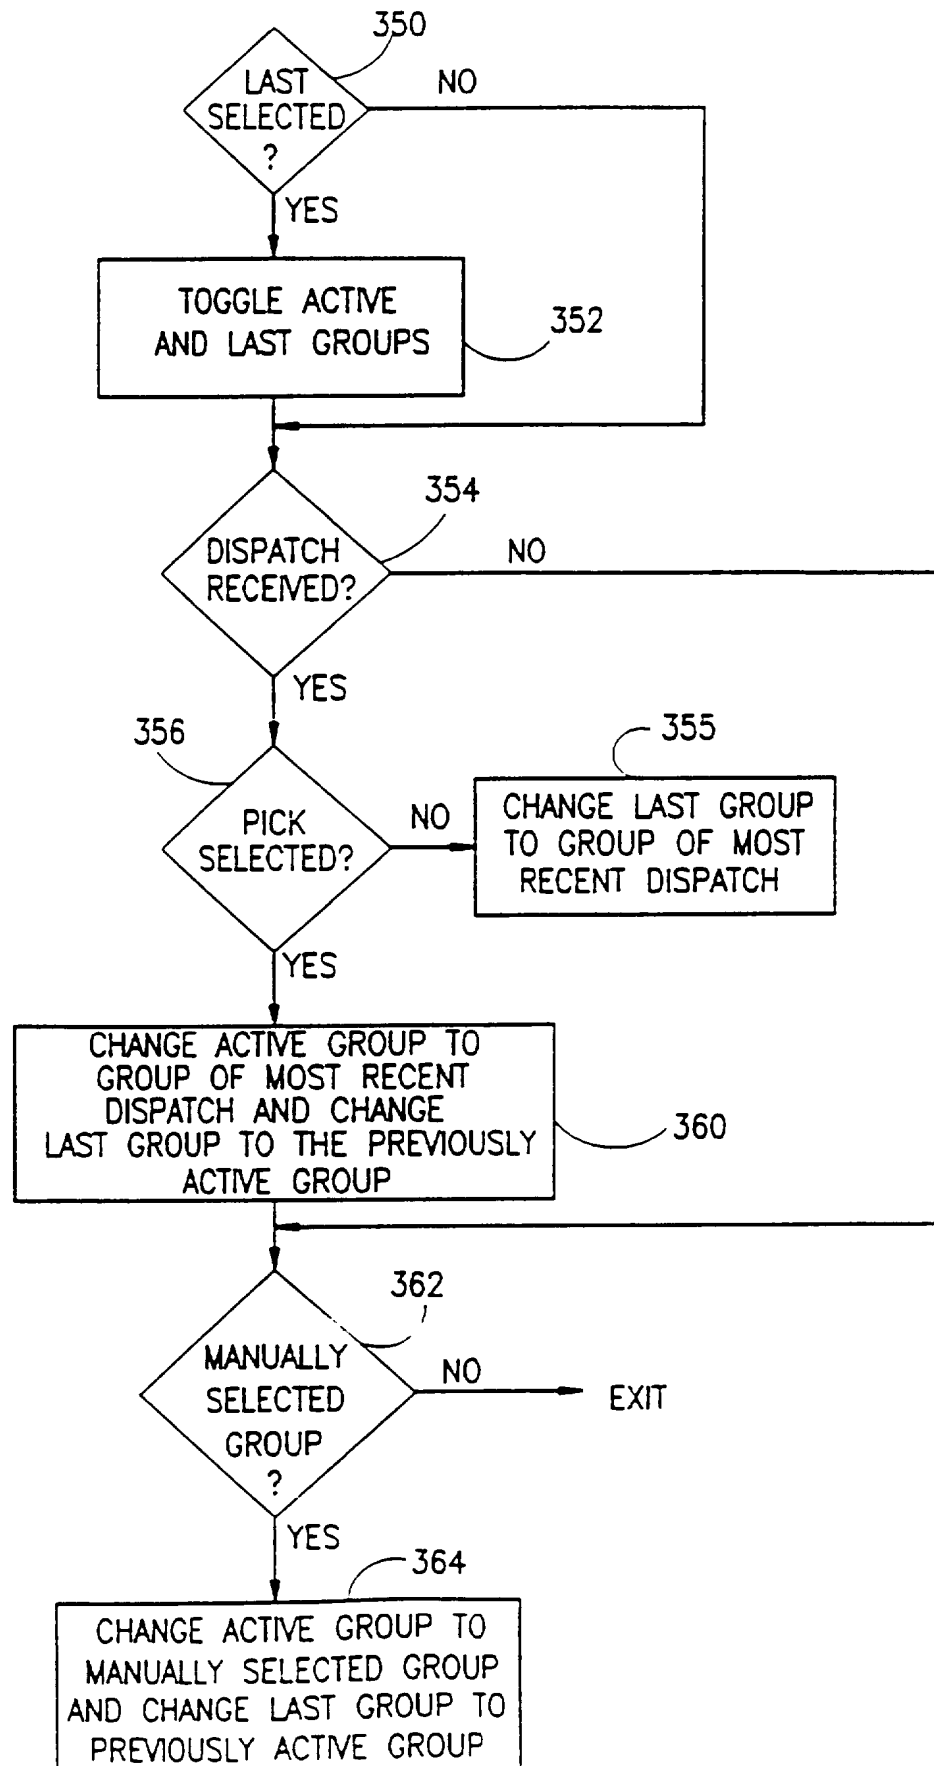 350
LAST
SELECTED
?
NO
YES
TOGGLE ACTIVE
AND LAST GROUPS
352
354
DISPATCH
RECEIVED?
NO
YES
356
PICK
SELECTED?
NO
355
CHANGE LAST GROUP
TO GROUP OF MOST
RECENT DISPATCH
YES
CHANGE ACTIVE GROUP TO
GROUP OF MOST RECENT
DISPATCH AND CHANGE
LAST GROUP TO THE PREVIOUSLY
ACTIVE GROUP
360
362
MANUALLY
SELECTED
GROUP
?
NO
EXIT
YES
364
CHANGE ACTIVE GROUP TO
MANUALLY SELECTED GROUP
AND CHANGE LAST GROUP TO
PREVIOUSLY ACTIVE GROUP